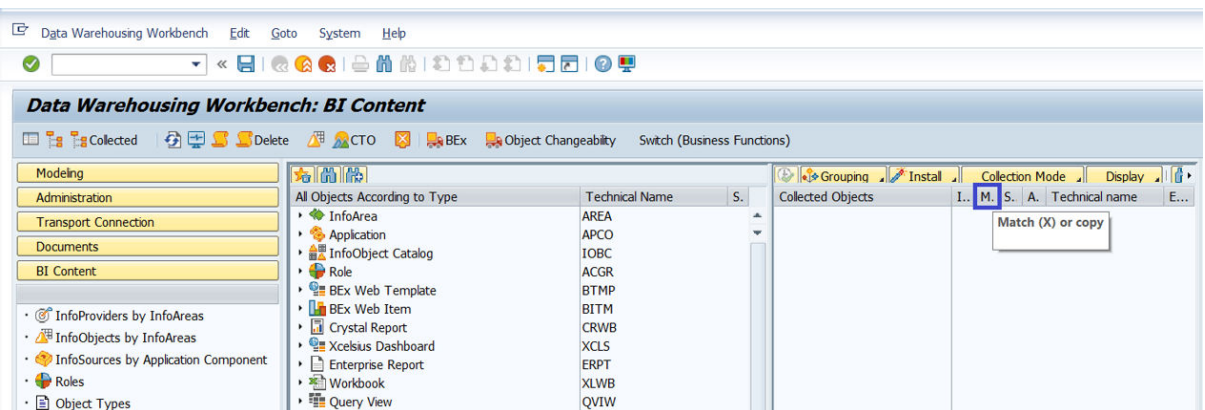 Data Warehousing Workbench Edit Goto System Help
Data Warehousing Workbench: BI Content
Collected Delete CTO BEx Object Changeability Switch (Business Functions)
Modeling
Administration
Transport Connection
Documents
BI Content
InfoProviders by InfoAreas
InfoObjects by InfoAreas
InfoSources by Application Component
Roles
Object Types
All Objects According to Type Technical Name S.
InfoArea AREA
Application APCO
InfoObject Catalog IOBC
Role ACGR
BEx Web Template BTMP
BEx Web Item BITM
Crystal Report CRWB
Xcelsius Dashboard XCLS
Enterprise Report ERPT
Workbook XLWB
Query View QVIW
Grouping Install Collection Mode Display
Collected Objects I.. M. S. A. Technical name E...
Match (X) or copy